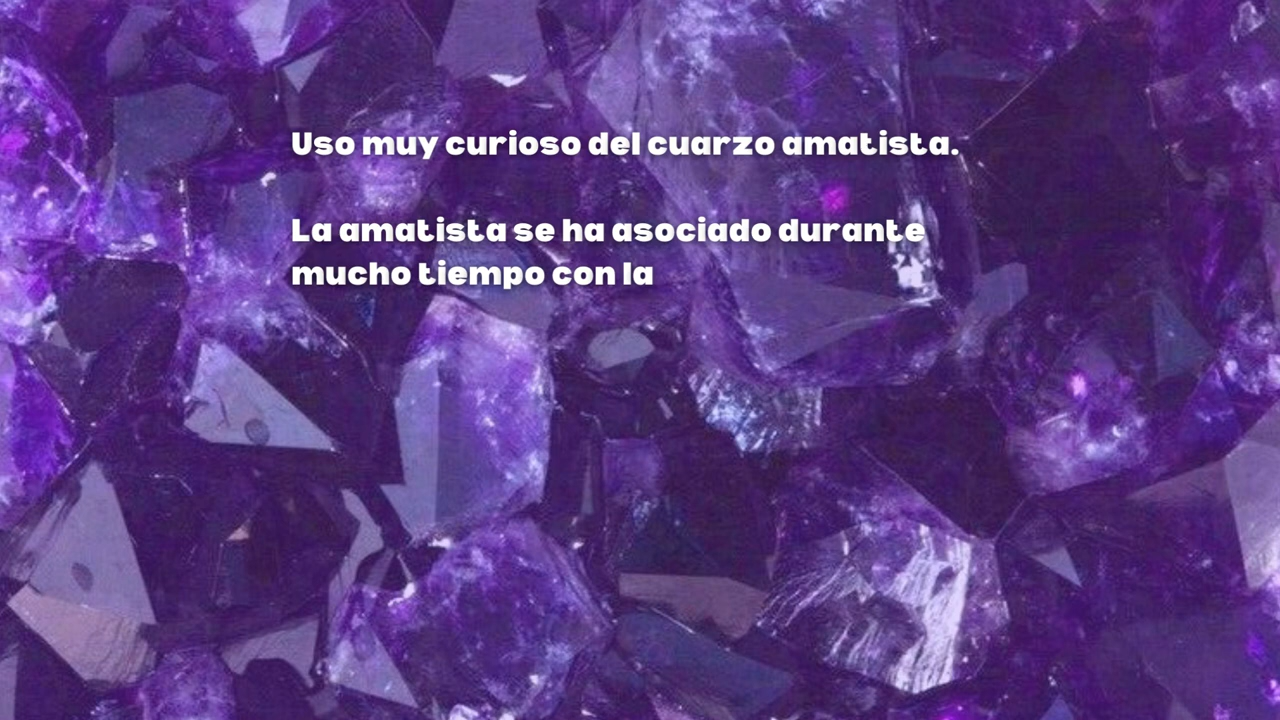 Uso muy curioso del cuarzo amatista.
La amatista se ha asociado durante
mucho tiempo con la